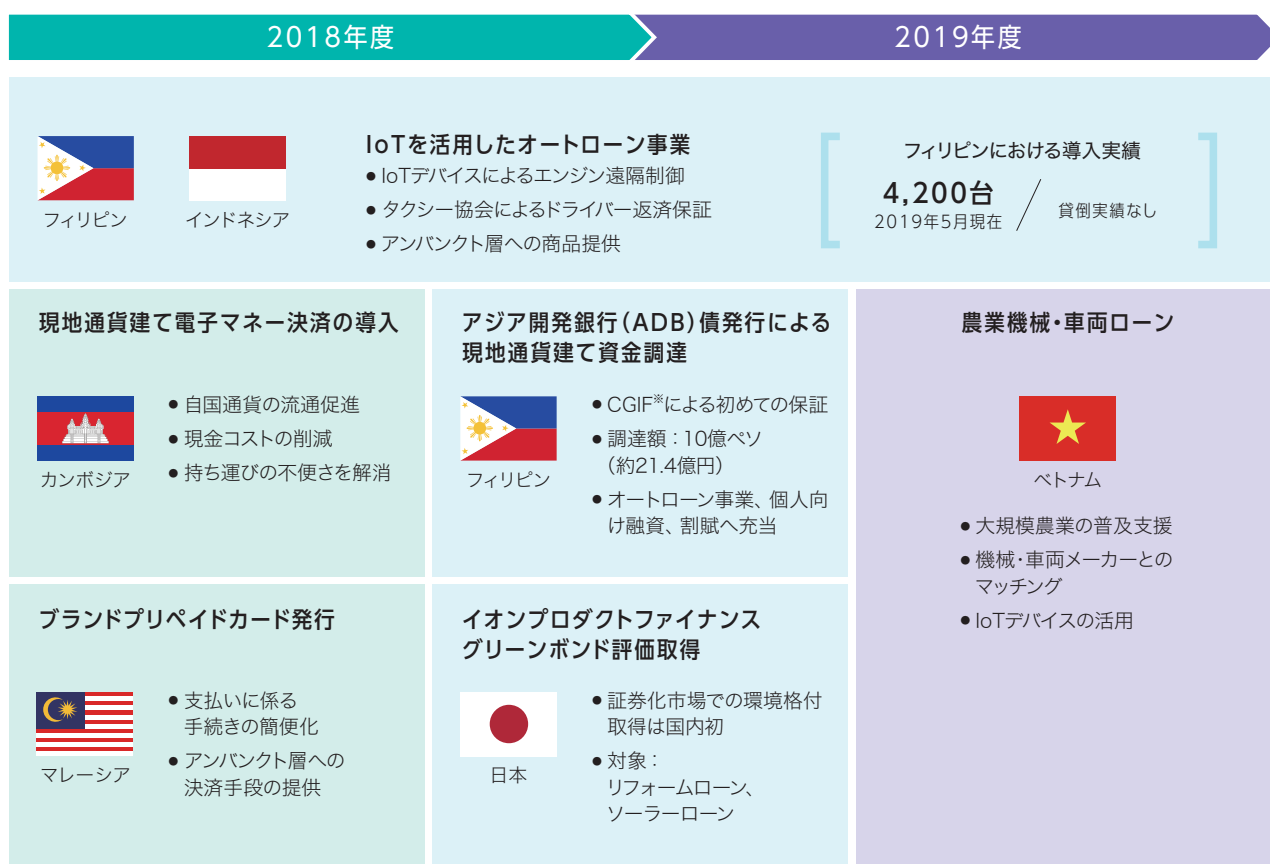 2018年度
2019年度
フィリピン
インドネシア
IoTを活用したオートローン事業
● IoTデバイスによるエンジン遠隔制御
● タクシー協会によるドライバー返済保証
● アンバンクト層への商品提供
フィリピンにおける導入実績
4,200台
2019年5月現在
貸倒実績なし
現地通貨建て電子マネー決済の導入
カンボジア
● 自国通貨の流通促進
● 現金コストの削減
● 持ち運びの不便さを解消
アジア開発銀行(ADB)債発行による
現地通貨建て資金調達
フィリピン
● CGIF※による初めての保証
● 調達額：10億ペソ
(約21.4億円)
● オートローン事業、個人向
け融資、割賦へ充当
農業機械・車両ローン
ベトナム
● 大規模農業の普及支援
● 機械・車両メーカーとの
マッチング
● IoTデバイスの活用
ブランドプリペイドカード発行
マレーシア
● 支払いに係る
手続きの簡便化
● アンバンクト層への
決済手段の提供
イオンプロダクトファイナンス
グリーンボンド評価取得
日本
● 証券化市場での環境格付
取得は国内初
● 対象：
リフォームローン、
ソーラーローン